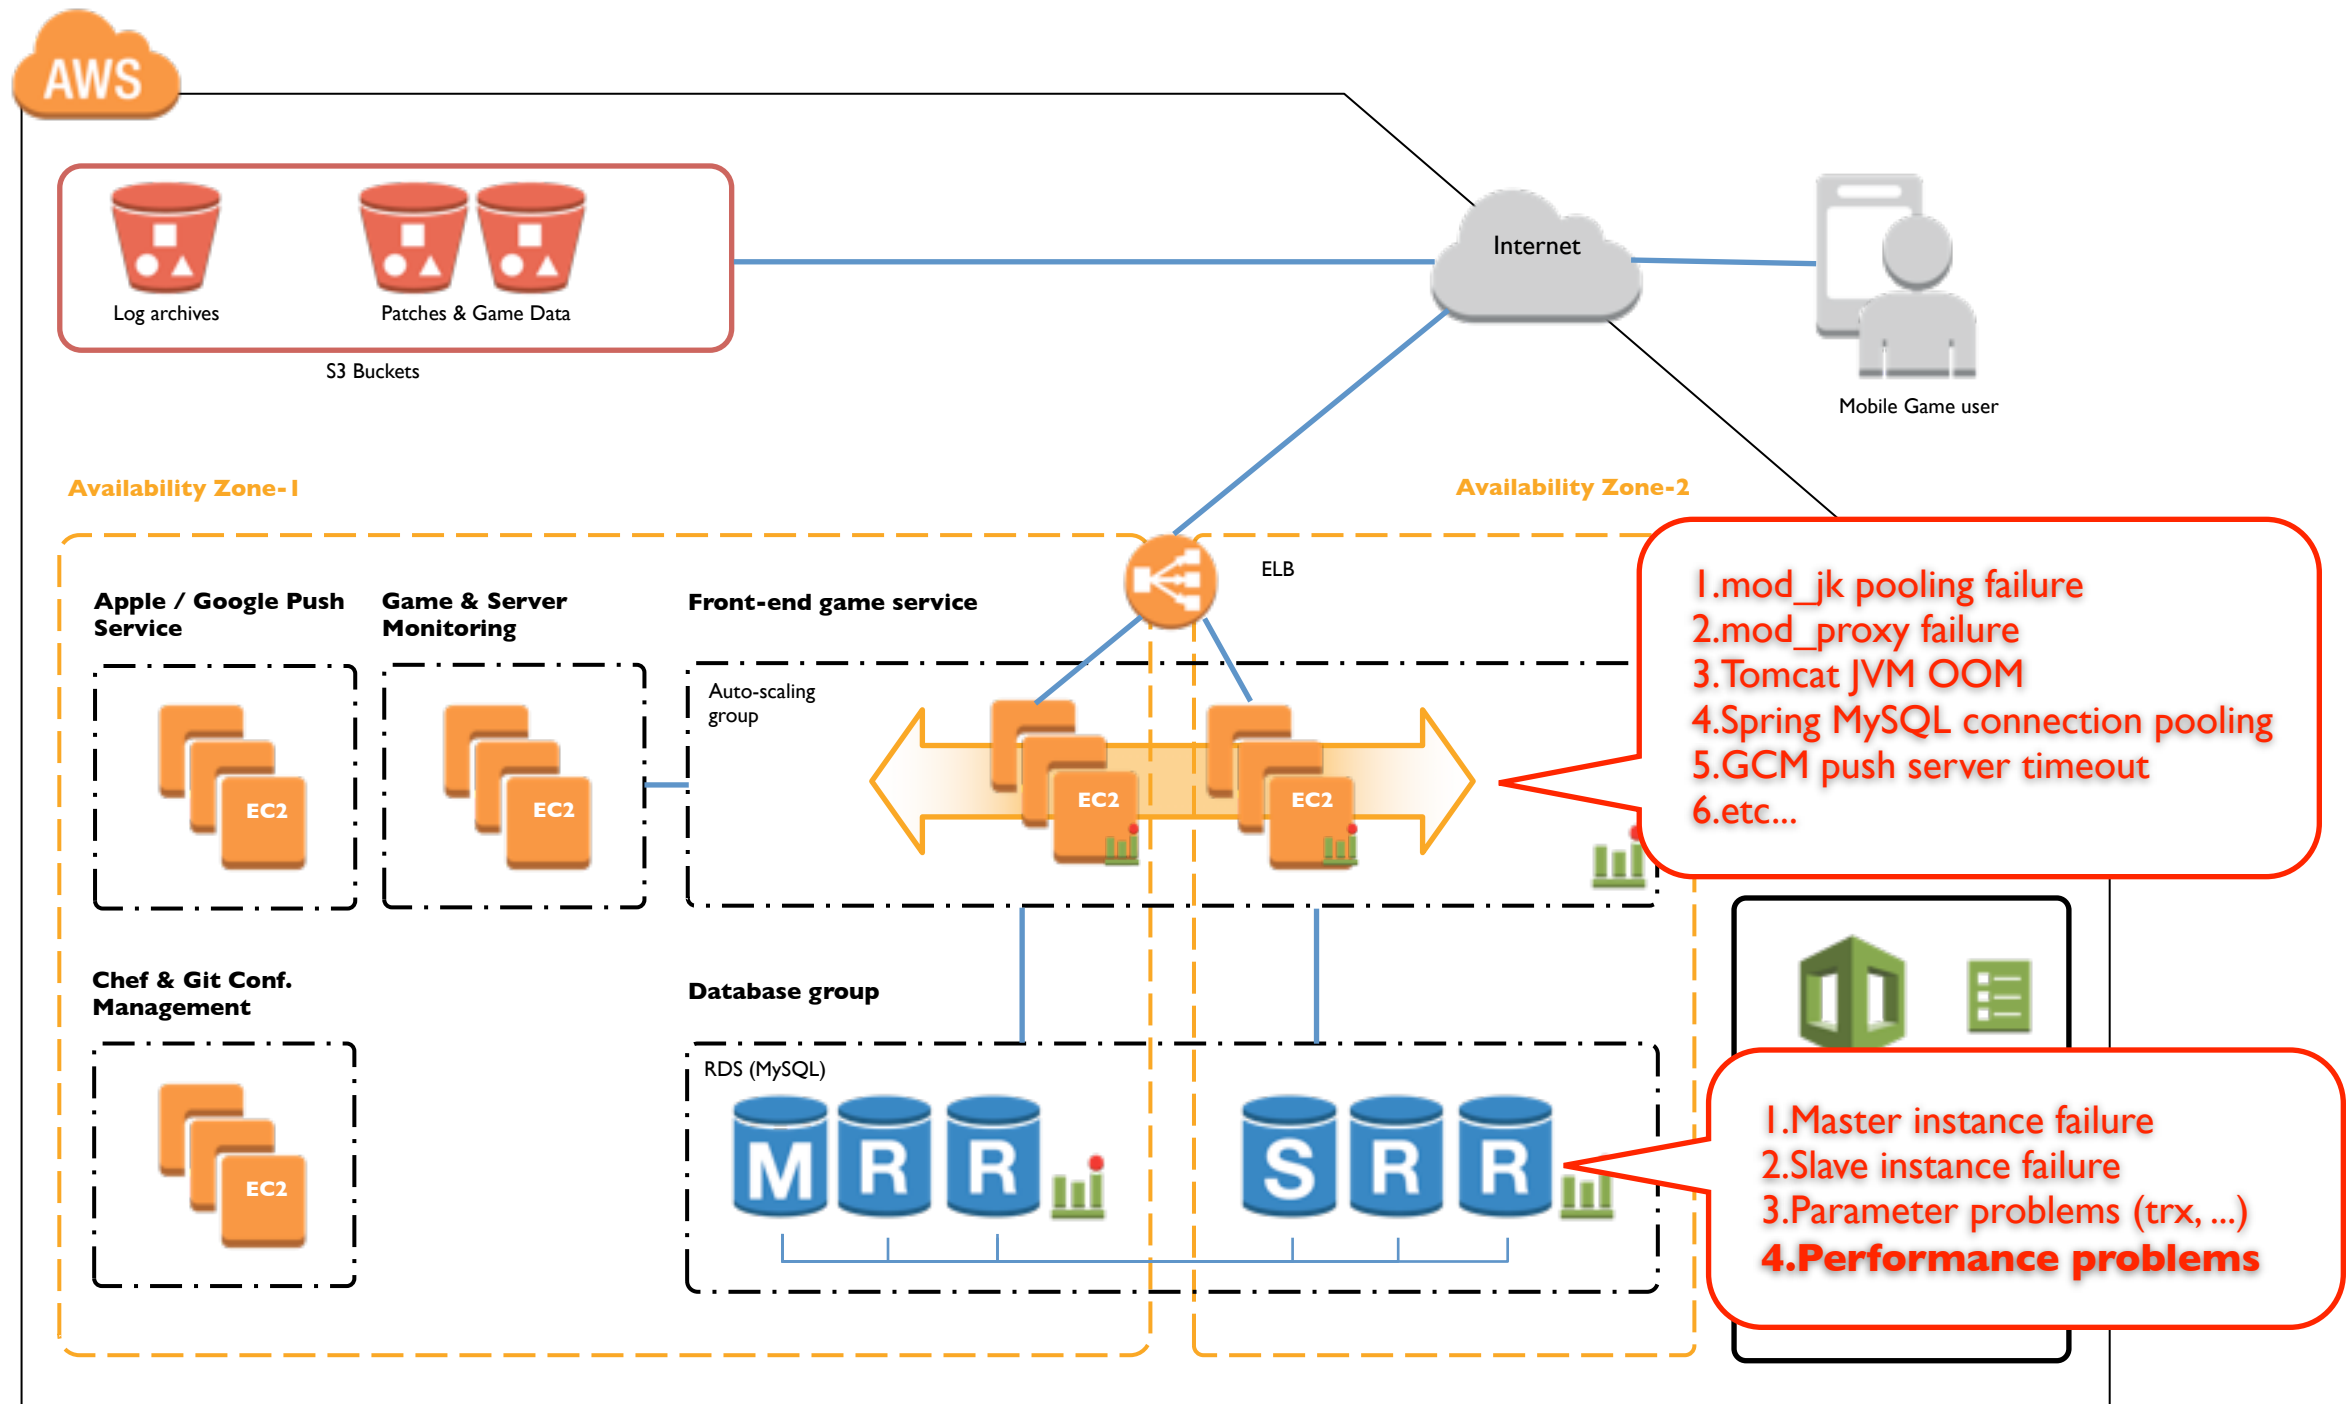 AWS
Log archives
Patches & Game Data
S3 Buckets
Internet
Mobile Game user
Availability Zone-1
Availability Zone-2
ELB
Apple / Google Push
Service
Game & Server
Monitoring
Front-end game service
Auto-scaling
group
EC2
EC2
EC2
EC2
1.mod_jk pooling failure
2.mod_proxy failure
3.Tomcat JVM OOM
4.Spring MySQL connection pooling
5.GCM push server timeout
6.etc...
Chef & Git Conf.
Management
EC2
Database group
RDS (MySQL)
M R R
S R R
1.Master instance failure
2.Slave instance failure
3.Parameter problems (trx, ...)
4.Performance problems